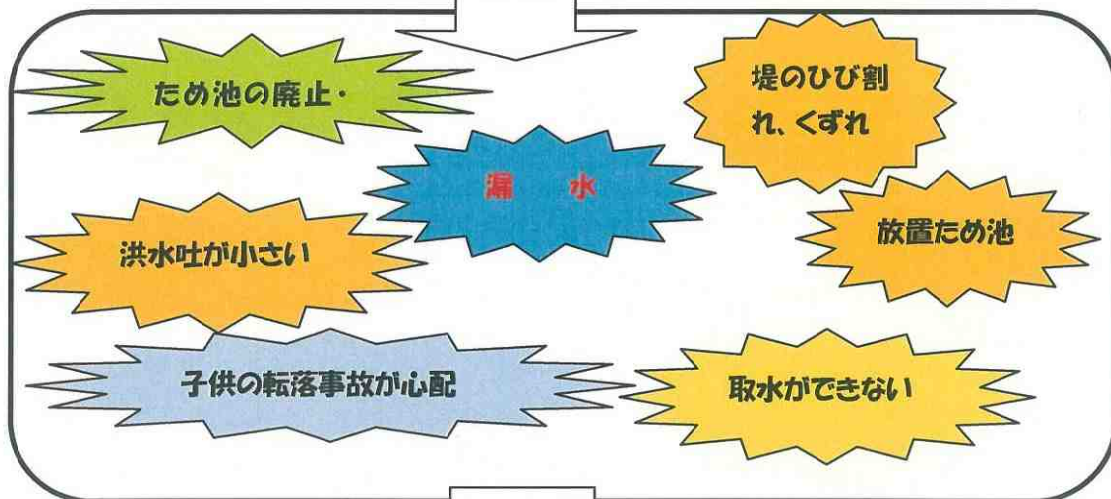 ため池の廃止・
堤のひび割
れ、くずれ
漏　水
放置ため池
洪水吐が小さい
子供の転落事故が心配
取水ができない